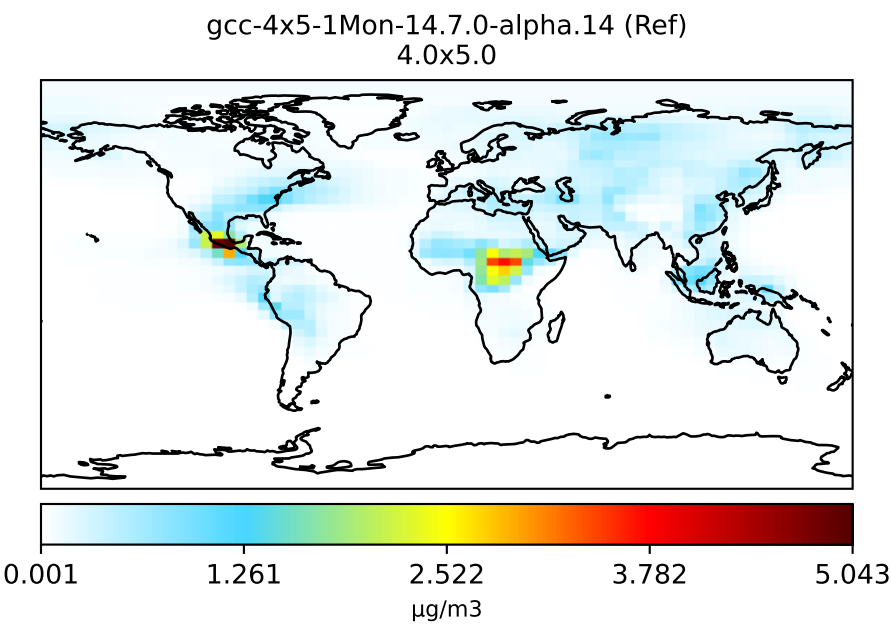 gcc-4x5-1Mon-14.7.0-alpha.14 (Ref)
4.0x5.0
0.001 1.261 2.522 3.782 5.043
μg/m3